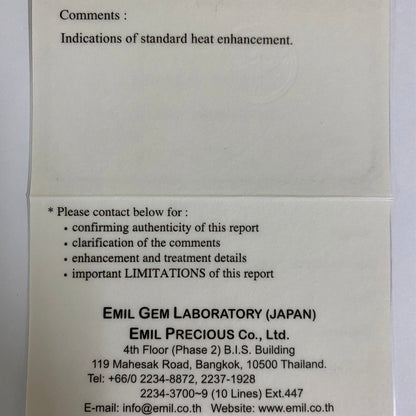 Comments :
Indications of standard heat enhancement.
* Please contact below for :
• confirming authenticity of this report
• clarification of the comments
• enhancement and treatment details
• important LIMITATIONS of this report
EMIL GEM LABORATORY (JAPAN)
EMIL PRECIOUS Co., Ltd.
4th Floor (Phase 2) B.I.S. Building
119 Mahesak Road, Bangkok, 10500 Thailand.
Tel: +66/0 2234-8872, 2237-1928
2234-3700~9 (10 Lines) Ext.447
E-mail: info@emil.co.th Website: www.emil.co.th